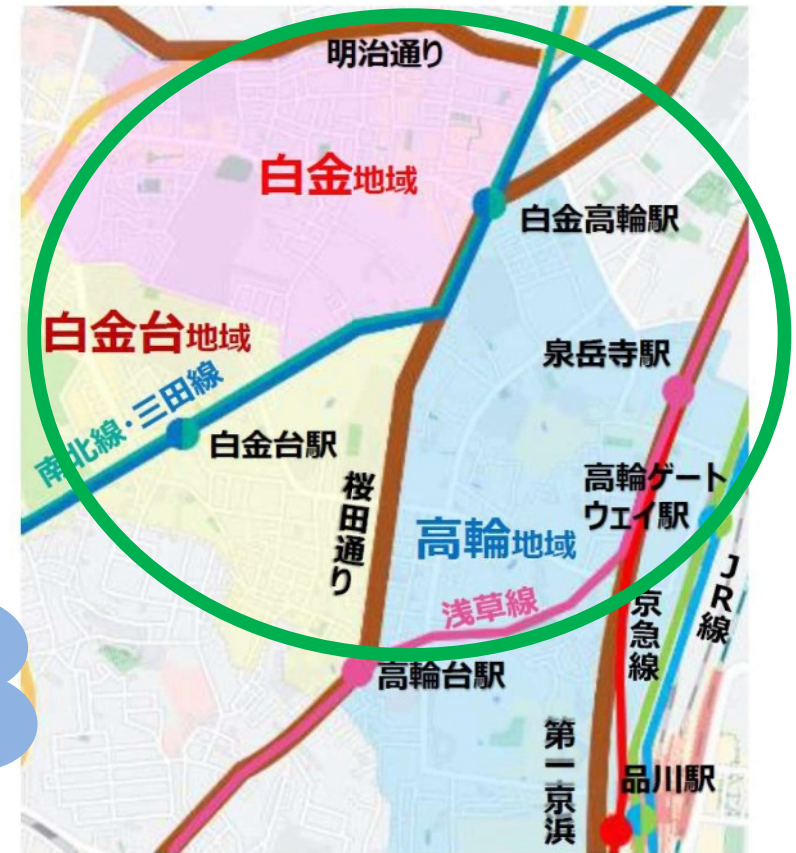 明治通り
白金地域
白金高輪駅
白金台地域
泉岳寺駅
南北線・三田線
白金台駅
高輪ゲート
ウェイ駅
桜田通り
高輪地域
JR線
浅草線
京急線
高輪台駅
第一京浜
品川駅